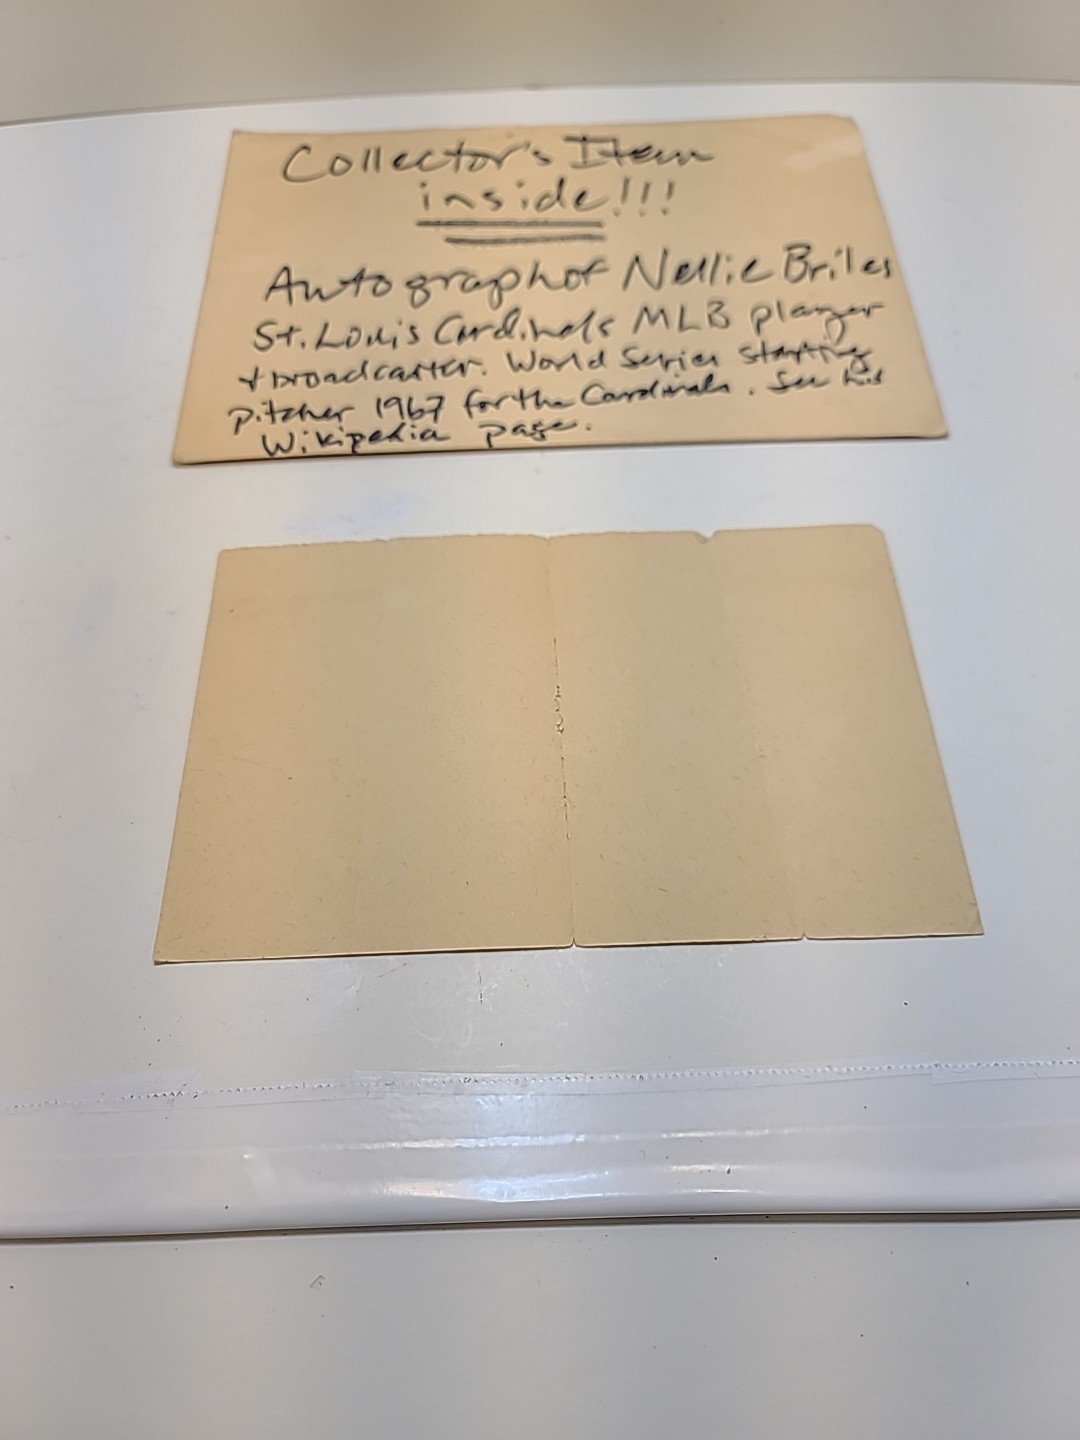 Collector's Item
inside!!!
Autograph of Nellie Briles
St. Louis Cardinals MLB player
+ broadcaster. World Series starting
pitcher 1967 for the Cardinals. See his
Wikipedia page.